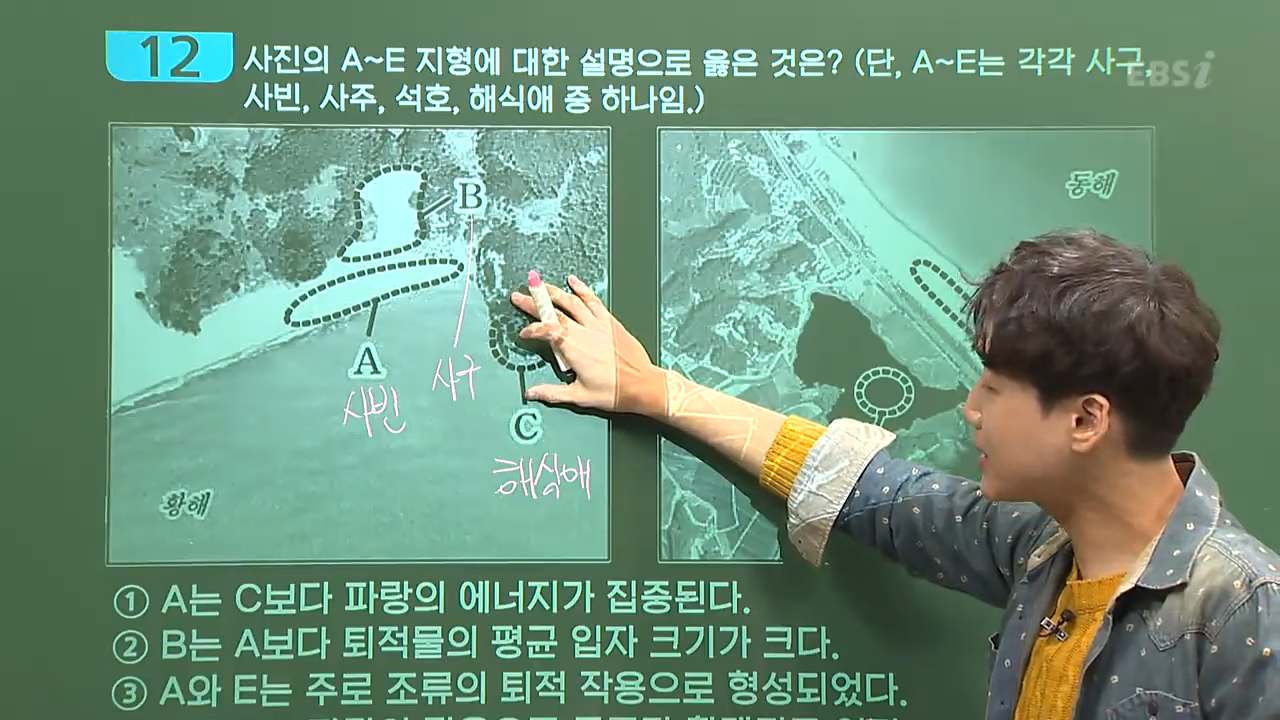 12 사진의 A~E 지형에 대한 설명으로 옳은 것은? (단, A~E는 각각 사구,
사빈, 사주, 석호, 해식애 중 하나임.)
EBSi
B
동해
A
사빈
사구
C
해식애
황해
① A는 C보다 파랑의 에너지가 집중된다.
② B는 A보다 퇴적물의 평균 입자 크기가 크다.
③ A와 E는 주로 조류의 퇴적 작용으로 형성되었다.